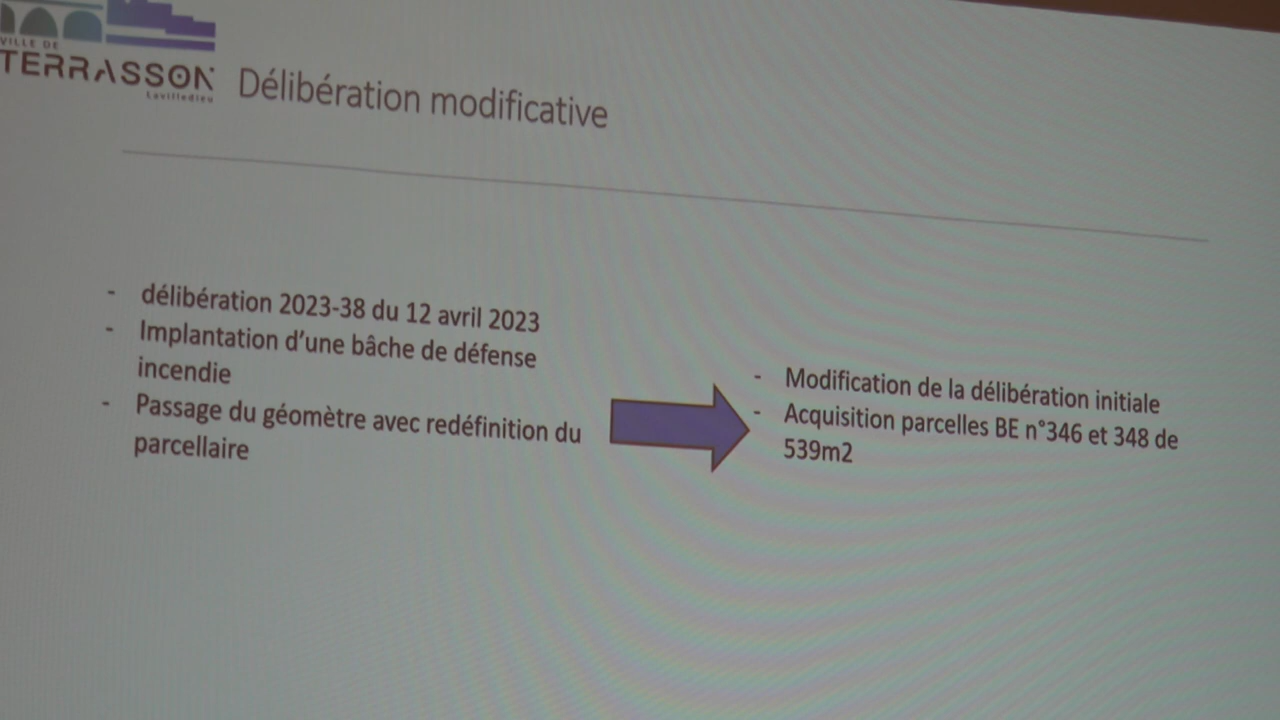 VILLE DE
TERRASSON
Lavilledieu
Délibération modificative
- délibération 2023-38 du 12 avril 2023
- Implantation d'une bâche de défense
incendie
- Passage du géomètre avec redéfinition du
parcellaire
- Modification de la délibération initiale
- Acquisition parcelles BE n°346 et 348 de
539m2